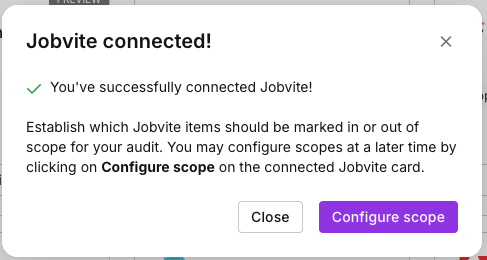 PREVIEW
Jobvite connected!
You've successfully connected Jobvite!
Establish which Jobvite items should be marked in or out of
scope for your audit. You may configure scopes at a later time by
clicking on Configure scope on the connected Jobvite card.
Close
Configure scope